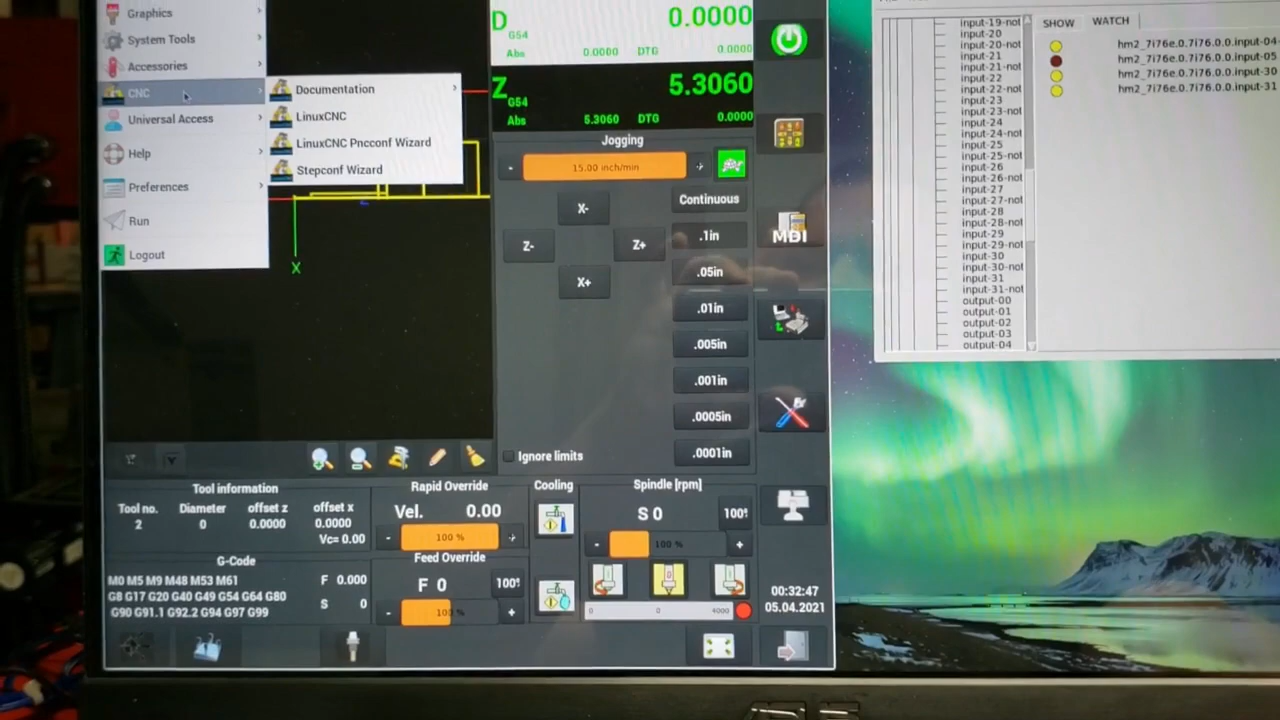 Graphics
System Tools
Accessories
CNC
Universal Access
Help
Preferences
Run
Logout
Documentation
LinuxCNC
LinuxCNC Pncconf Wizard
Stepconf Wizard
X
D
G54
0.0000
Abs 0.0000 DTG 0.0000
Z
G54
5.3060
Abs 5.3060 DTG 0.0000
Jogging
- 15.00 inch/min +
X-
Z-
Z+
X+
Continuous
.1in
.05in
.01in
.005in
.001in
.0005in
.0001in
MDI
Ignore limits
Tool information
Tool no. Diameter offset z offset x
2 0 0.0000 0.0000
Vc= 0.00
G-Code
M0 M5 M9 M48 M53 M61
G8 G17 G20 G40 G49 G54 G64 G80
G90 G91.1 G92.2 G94 G97 G99
F 0.000
S 0
Rapid Override
Vel. 0.00
- 100 % +
Feed Override
F 0 100%
- 100 % +
Cooling
Spindle [rpm]
S 0 100%
- 100 % +
0 0 4000
00:32:47
05.04.2021
input-19-not
input-20
input-20-not
input-21
input-21-not
input-22
input-22-not
input-23
input-23-not
input-24
input-24-not
input-25
input-25-not
input-26
input-26-not
input-27
input-27-not
input-28
input-28-not
input-29
input-29-not
input-30
input-30-not
input-31
input-31-not
output-00
output-01
output-02
output-03
output-04
SHOW WATCH
hm2_7i76e.0.7i76.0.0.input-04-
hm2_7i76e.0.7i76.0.0.input-05
hm2_7i76e.0.7i76.0.0.input-30
hm2_7i76e.0.7i76.0.0.input-31